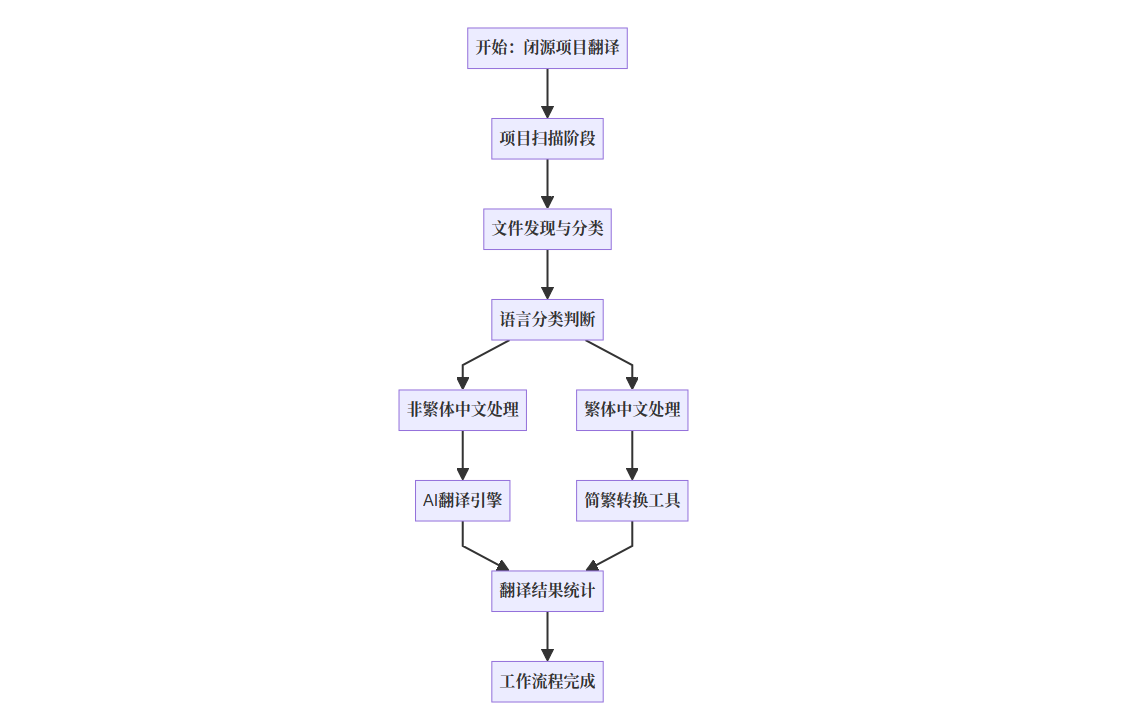 开始：闭源项目翻译
项目扫描阶段
文件发现与分类
语言分类判断
非繁体中文处理
繁体中文处理
AI翻译引擎
简繁转换工具
翻译结果统计
工作流程完成